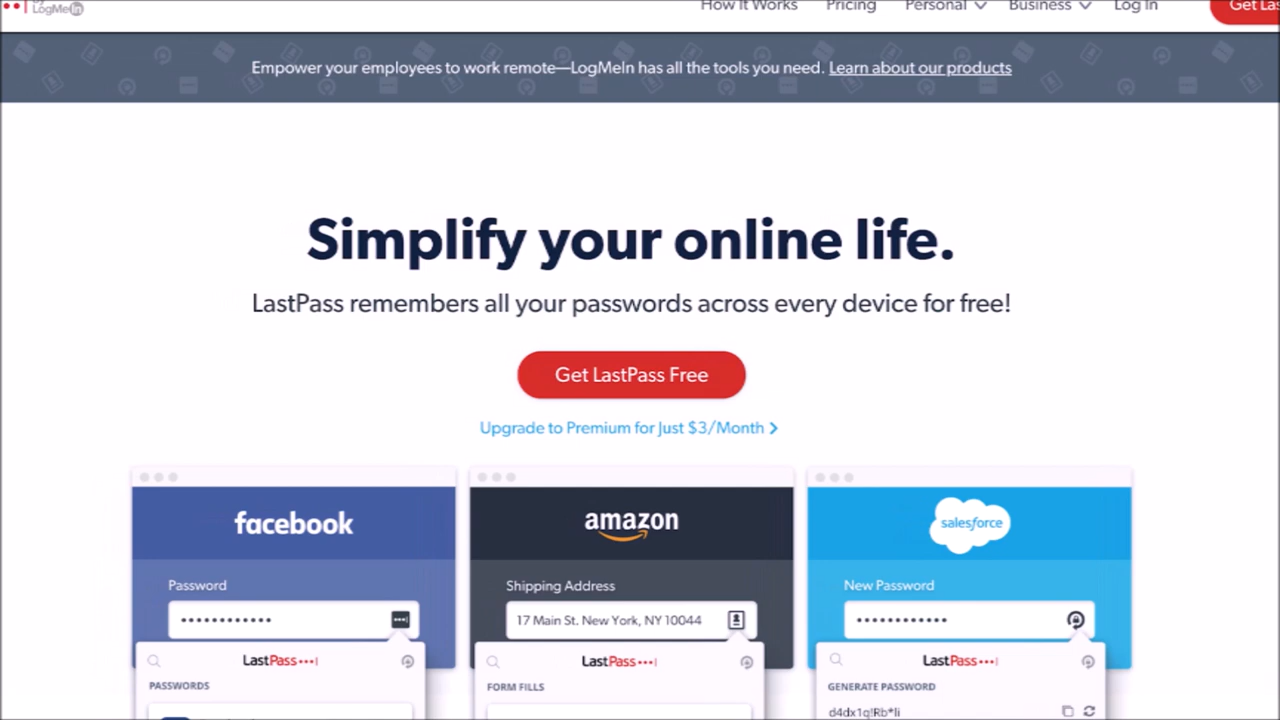 by
LogMeIn
How It Works Pricing Personal Business Log In Get Las
Empower your employees to work remote—LogMeIn has all the tools you need. Learn about our products
Simplify your online life.
LastPass remembers all your passwords across every device for free!
Get LastPass Free
Upgrade to Premium for Just $3/Month
facebook amazon salesforce
Password Shipping Address New Password
17 Main St. New York, NY 10044
LastPass LastPass LastPass
PASSWORDS FORM FILLS GENERATE PASSWORD
d4dx1q!Rb*li